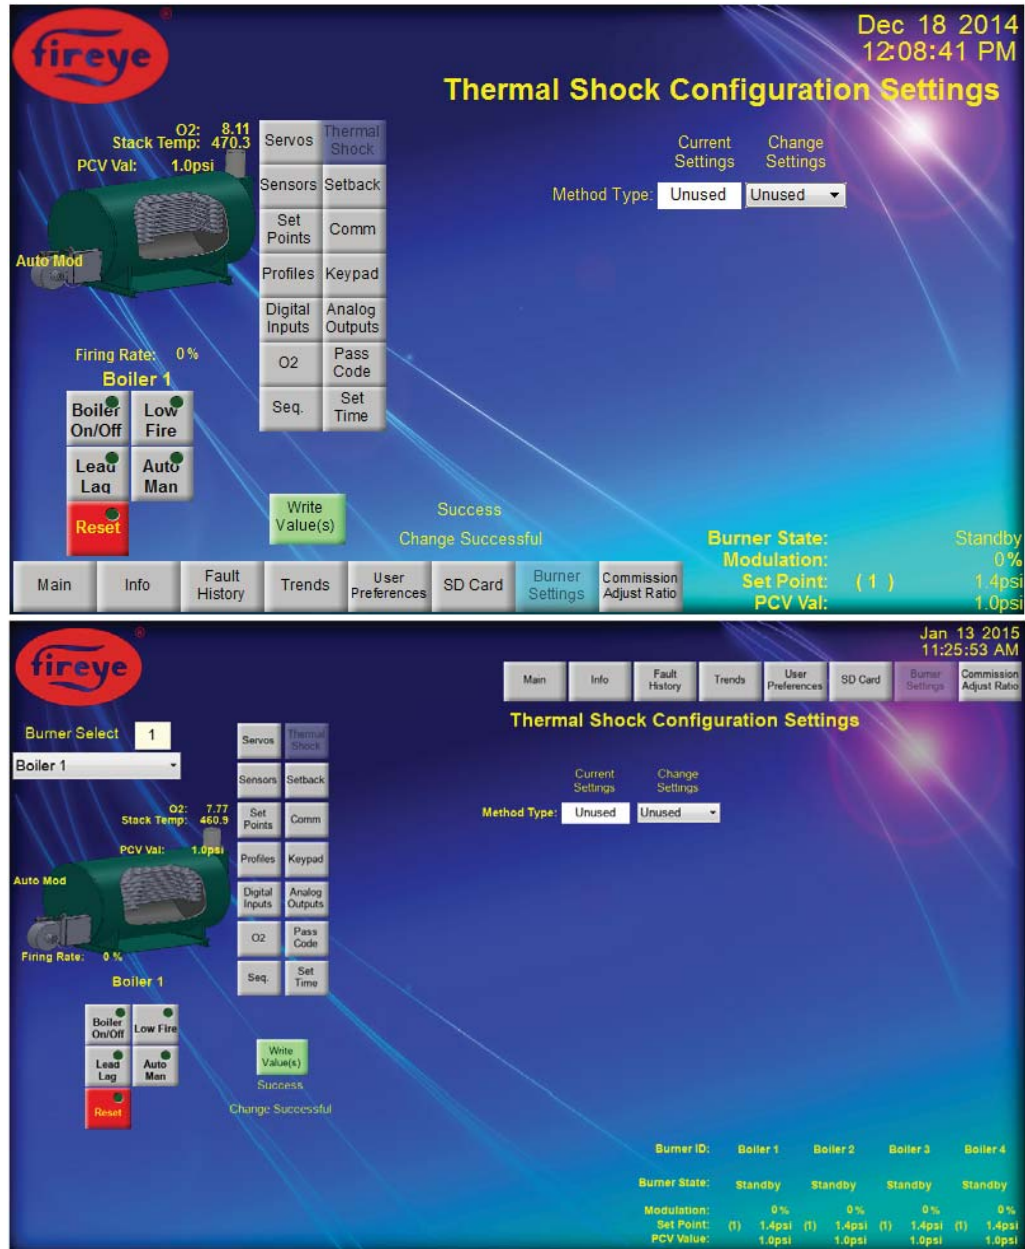 fireye
®
Dec 18 2014
12:08:41 PM
Thermal Shock Configuration Settings
O2: 8.11
Stack Temp: 470.3
PCV Val: 1.0psi
Auto Mod
Firing Rate: 0 %
Boiler 1
Boiler On/Off
Low Fire
Lead Lag
Auto Man
Reset
Servos
Thermal Shock
Sensors
Setback
Set Points
Comm
Profiles
Keypad
Digital Inputs
Analog Outputs
O2
Pass Code
Seq.
Set Time
Current Settings
Change Settings
Method Type: Unused Unused
Write Value(s)
Success
Change Successful
Burner State: Standby
Modulation: 0%
Set Point: ( 1 ) 1.4psi
PCV Val: 1.0psi
Main
Info
Fault History
Trends
User Preferences
SD Card
Burner Settings
Commission Adjust Ratio
fireye
®
Jan 13 2015
11:25:53 AM
Main
Info
Fault History
Trends
User Preferences
SD Card
Burner Settings
Commission Adjust Ratio
Thermal Shock Configuration Settings
Burner Select 1
Boiler 1
O2: 7.77
Stack Temp: 460.9
PCV Val: 1.0psi
Auto Mod
Firing Rate: 0 %
Boiler 1
Boiler On/Off
Low Fire
Lead Lag
Auto Man
Reset
Servos
Thermal Shock
Sensors
Setback
Set Points
Comm
Profiles
Keypad
Digital Inputs
Analog Outputs
O2
Pass Code
Seq.
Set Time
Current Settings
Change Settings
Method Type: Unused Unused
Write Value(s)
Success
Change Successful
Burner ID: Boiler 1 Boiler 2 Boiler 3 Boiler 4
Burner State: Standby Standby Standby Standby
Modulation: 0% 0% 0% 0%
Set Point: (1) 1.4psi (1) 1.4psi (1) 1.4psi (1) 1.4psi
PCV Value: 1.0psi 1.0psi 1.0psi 1.0psi